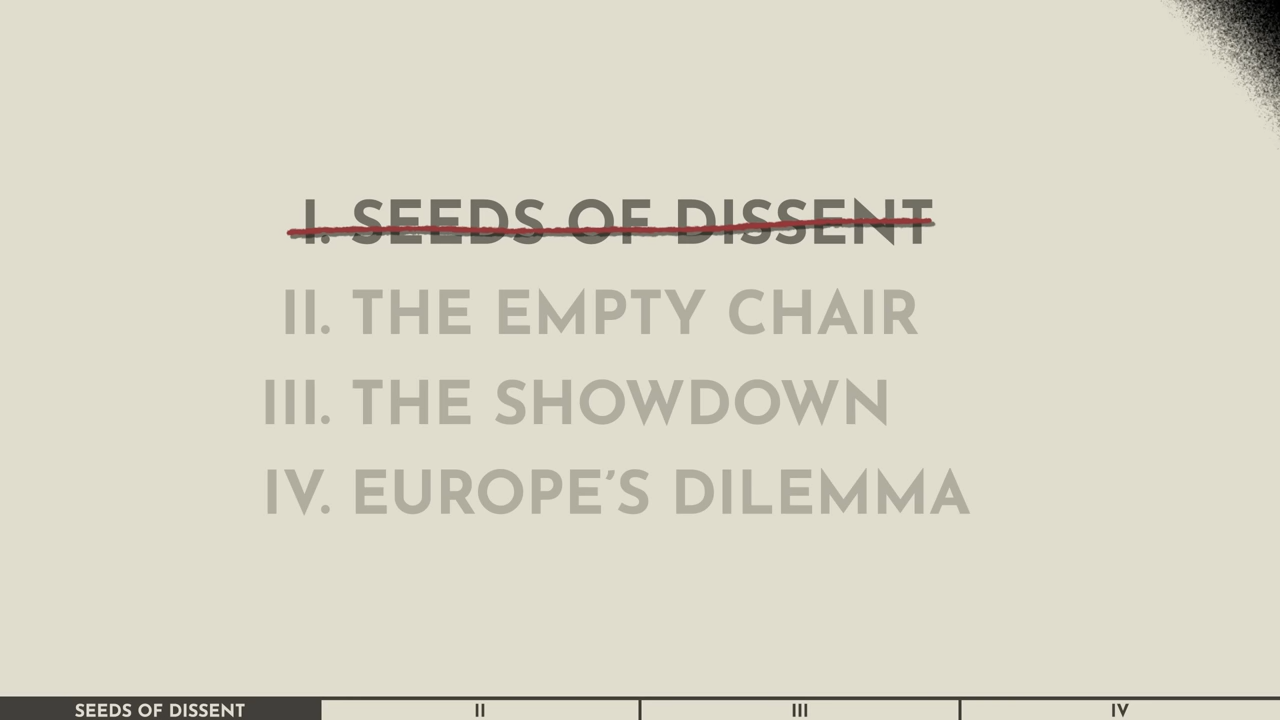 I. SEEDS OF DISSENT
II. THE EMPTY CHAIR
III. THE SHOWDOWN
IV. EUROPE’S DILEMMA
SEEDS OF DISSENT II III IV